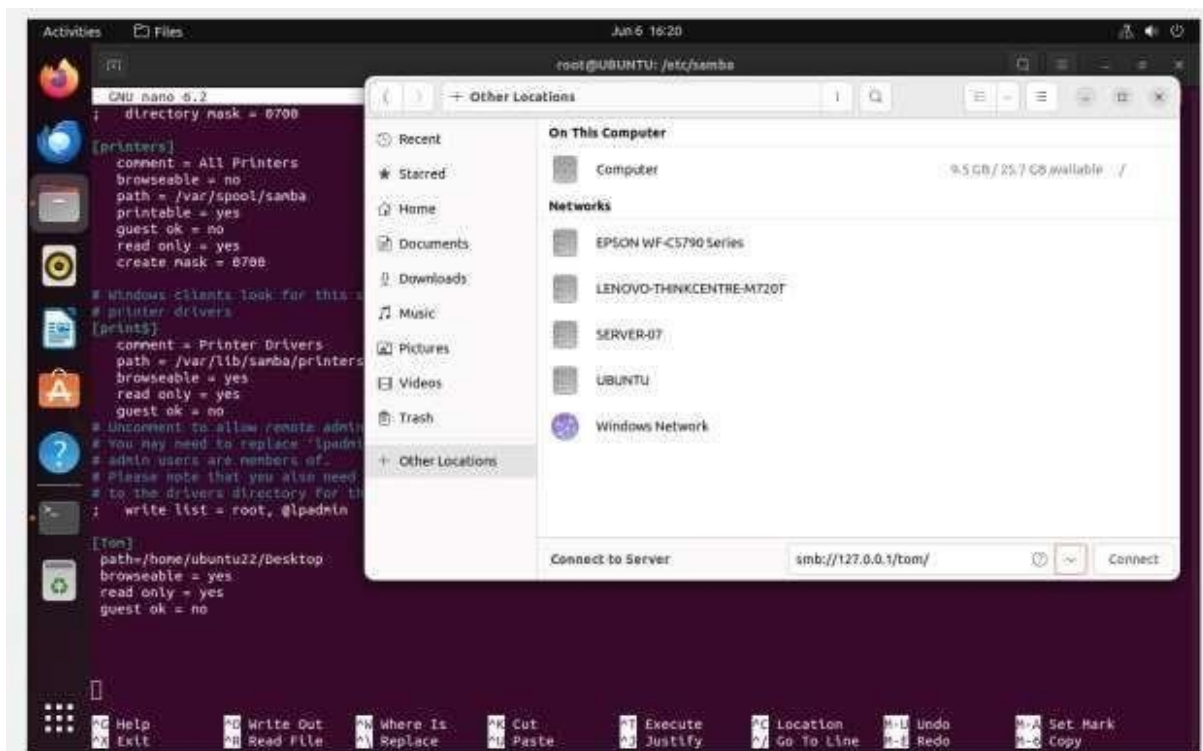 Activities Files Jun 6 16:20
root@UBUNTU: /etc/samba
GNU nano 6.2
; directory mask = 0700
[printers]
comment = All Printers
browseable = no
path = /var/spool/samba
printable = yes
guest ok = no
read only = yes
create mask = 0700
# Windows clients look for this s
# printer drivers
[print$]
comment = Printer Drivers
path = /var/lib/samba/printers
browseable = yes
read only = yes
guest ok = no
# Uncomment to allow remote admin
# You may need to replace 'lpadmi
# admin users are members of.
# Please note that you also need
# to the drivers directory for th
; write list = root, @lpadmin
[Tom]
path=/home/ubuntu22/Desktop
browseable = yes
read only = yes
guest ok = no
+ Other Locations
Recent
Starred
Home
Documents
Downloads
Music
Pictures
Videos
Trash
+ Other Locations
On This Computer
Computer 9.5 GB / 25.7 GB available /
Networks
EPSON WF-C5790 Series
LENOVO-THINKCENTRE-M720T
SERVER-07
UBUNTU
Windows Network
Connect to Server smb://127.0.0.1/tom/ Connect
^G Help ^O Write Out ^W Where Is ^K Cut ^T Execute ^C Location M-U Undo M-A Set Mark
^X Exit ^R Read File ^\ Replace ^U Paste ^J Justify ^/ Go To Line M-E Redo M-6 Copy